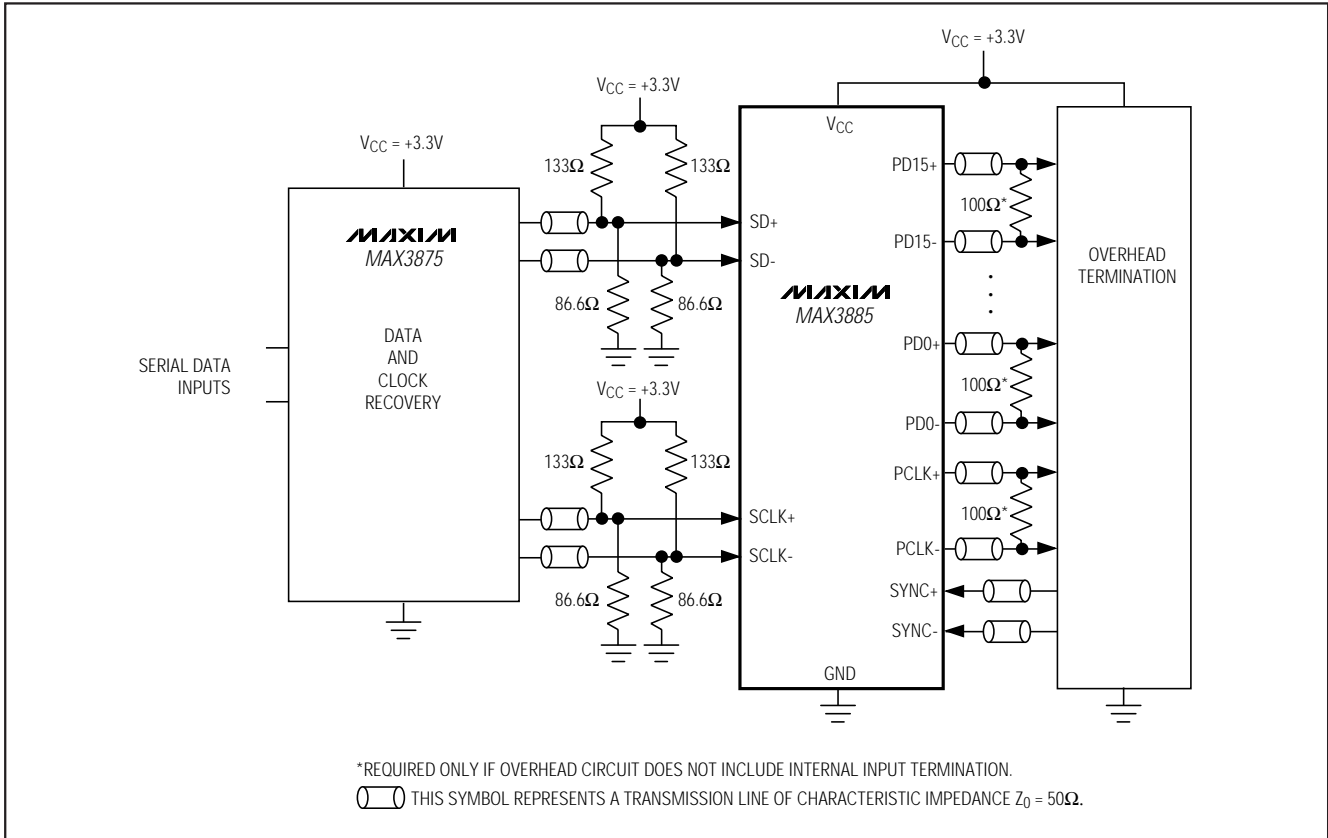 VCC = +3.3V
VCC = +3.3V
VCC = +3.3V
VCC
133Ω
133Ω
PD15+
100Ω*
SD+
MAXIM
MAX3875
PD15-
SD-
OVERHEAD
TERMINATION
MAXIM
MAX3885
86.6Ω
86.6Ω
DATA
AND
CLOCK
RECOVERY
PD0+
SERIAL DATA
INPUTS
100Ω*
VCC = +3.3V
PD0-
133Ω
133Ω
PCLK+
100Ω*
SCLK+
PCLK-
SCLK-
SYNC+
86.6Ω
86.6Ω
SYNC-
GND
*REQUIRED ONLY IF OVERHEAD CIRCUIT DOES NOT INCLUDE INTERNAL INPUT TERMINATION.
THIS SYMBOL REPRESENTS A TRANSMISSION LINE OF CHARACTERISTIC IMPEDANCE Z0 = 50Ω.